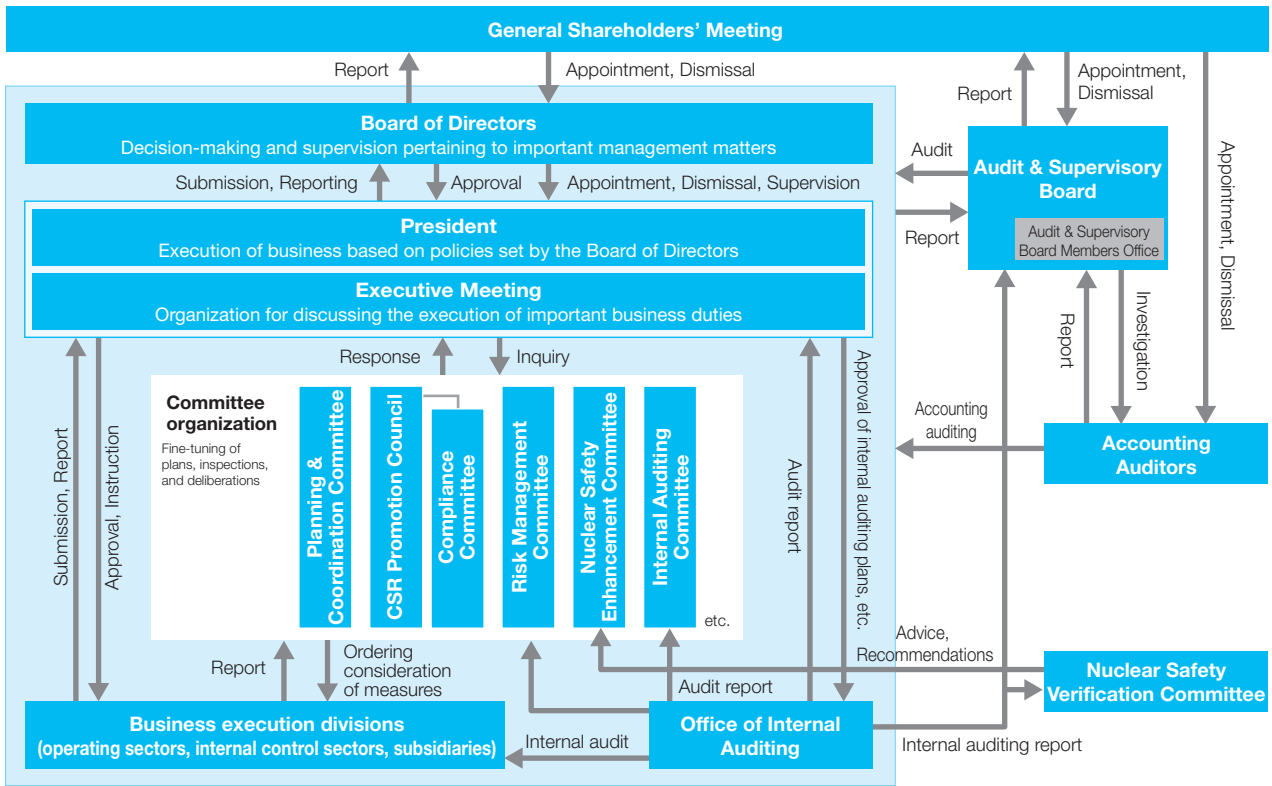 General Shareholders' Meeting
Report
Appointment, Dismissal
Report
Appointment,
Dismissal
Appointment, Dismissal
Board of Directors
Decision-making and supervision pertaining to important management matters
Audit
Audit & Supervisory
Board
Audit & Supervisory
Board Members Office
Submission, Reporting
Approval
Appointment, Dismissal, Supervision
Report
President
Execution of business based on policies set by the Board of Directors
Executive Meeting
Organization for discussing the execution of important business duties
Response
Inquiry
Report
Investigation
Submission, Report
Approval, Instruction
Committee
organization
Fine-tuning of
plans, inspections,
and deliberations
Planning &
Coordination Committee
CSR Promotion Council
Compliance
Committee
Risk Management
Committee
Nuclear Safety
Enhancement Committee
Internal Auditing
Committee
etc.
Audit report
Approval of internal auditing plans, etc.
Accounting
auditing
Accounting
Auditors
Report
Ordering
consideration
of measures
Audit report
Advice,
Recommendations
Nuclear Safety
Verification Committee
Business execution divisions
(operating sectors, internal control sectors, subsidiaries)
Internal audit
Office of Internal
Auditing
Internal auditing report